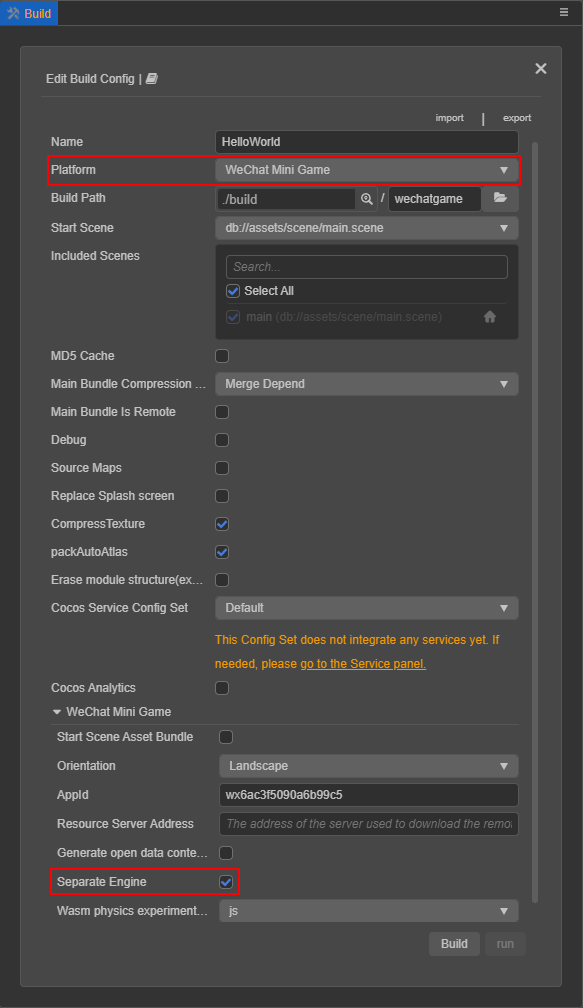 Build
Edit Build Config |
import | export
Name HelloWorld
Platform WeChat Mini Game
Build Path ./build / wechatgame
Start Scene db://assets/scene/main.scene
Included Scenes
Search...
Select All
main (db://assets/scene/main.scene)
MD5 Cache
Main Bundle Compression ... Merge Depend
Main Bundle Is Remote
Debug
Source Maps
Replace Splash screen
CompressTexture
packAutoAtlas
Erase module structure(ex...
Cocos Service Config Set Default
This Config Set does not integrate any services yet. If
needed, please go to the Service panel.
Cocos Analytics
WeChat Mini Game
Start Scene Asset Bundle
Orientation Landscape
AppId wx6ac3f5090a6b99c5
Resource Server Address The address of the server used to download the remo
Generate open data conte...
Separate Engine
Wasm physics experiment... js
Build run